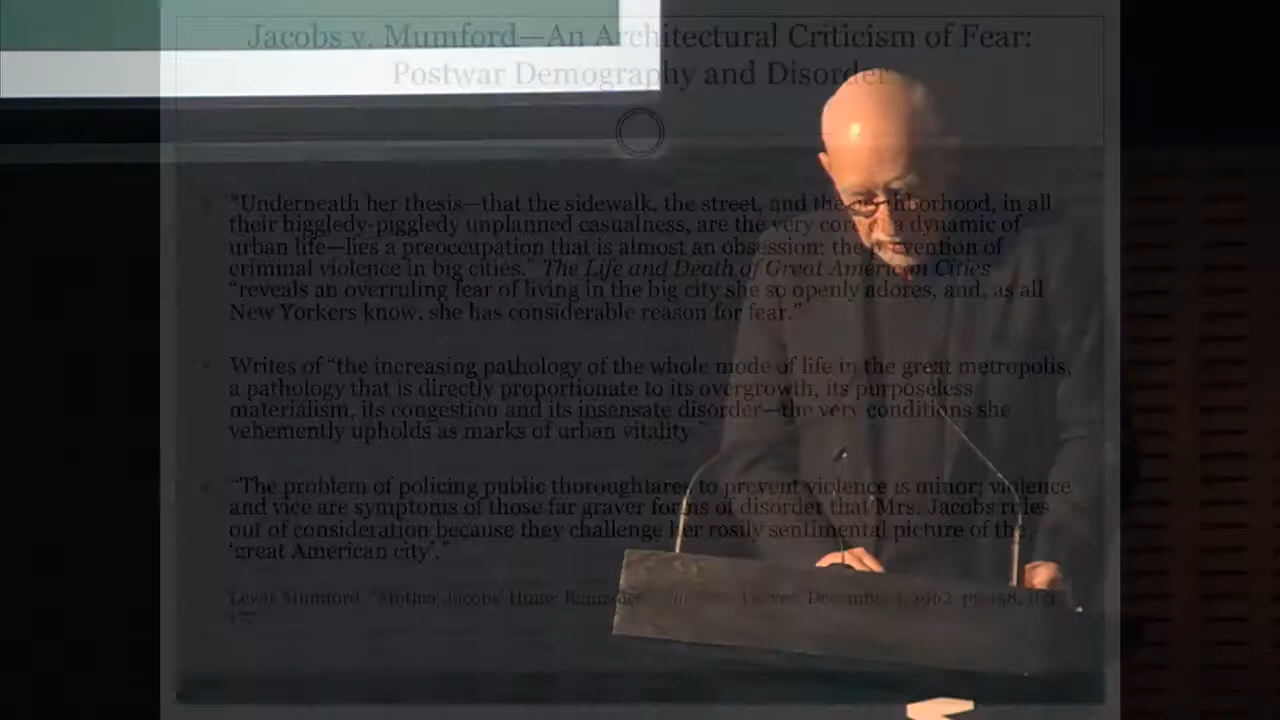 Jacobs v. Mumford—An Architectural Criticism of Fear:
Postwar Demography and Disorder
"Underneath her thesis—that the sidewalk, the street, and the neighborhood, in all
their higgledy-piggledy unplanned casualness, are the very core of a dynamic of
urban life—lies a preoccupation that is almost an obsession: the prevention of
criminal violence in big cities." The Life and Death of Great American Cities
"reveals an overruling fear of living in the big city she so openly adores, and, as all
New Yorkers know, she has considerable reason for fear."
Writes of "the increasing pathology of the whole mode of life in the great metropolis,
a pathology that is directly proportionate to its overgrowth, its purposeless
materialism, its congestion and its insensate disorder—the very conditions she
vehemently upholds as marks of urban vitality
"The problem of policing public thoroughfares to prevent violence is minor; violence
and vice are symptoms of those far graver forms of disorder that Mrs. Jacobs rules
out of consideration because they challenge her rosily sentimental picture of the
'great American city'."
Lewis Mumford, "Mother Jacobs' Home Remedies," December 1, 1962, pp. 158,